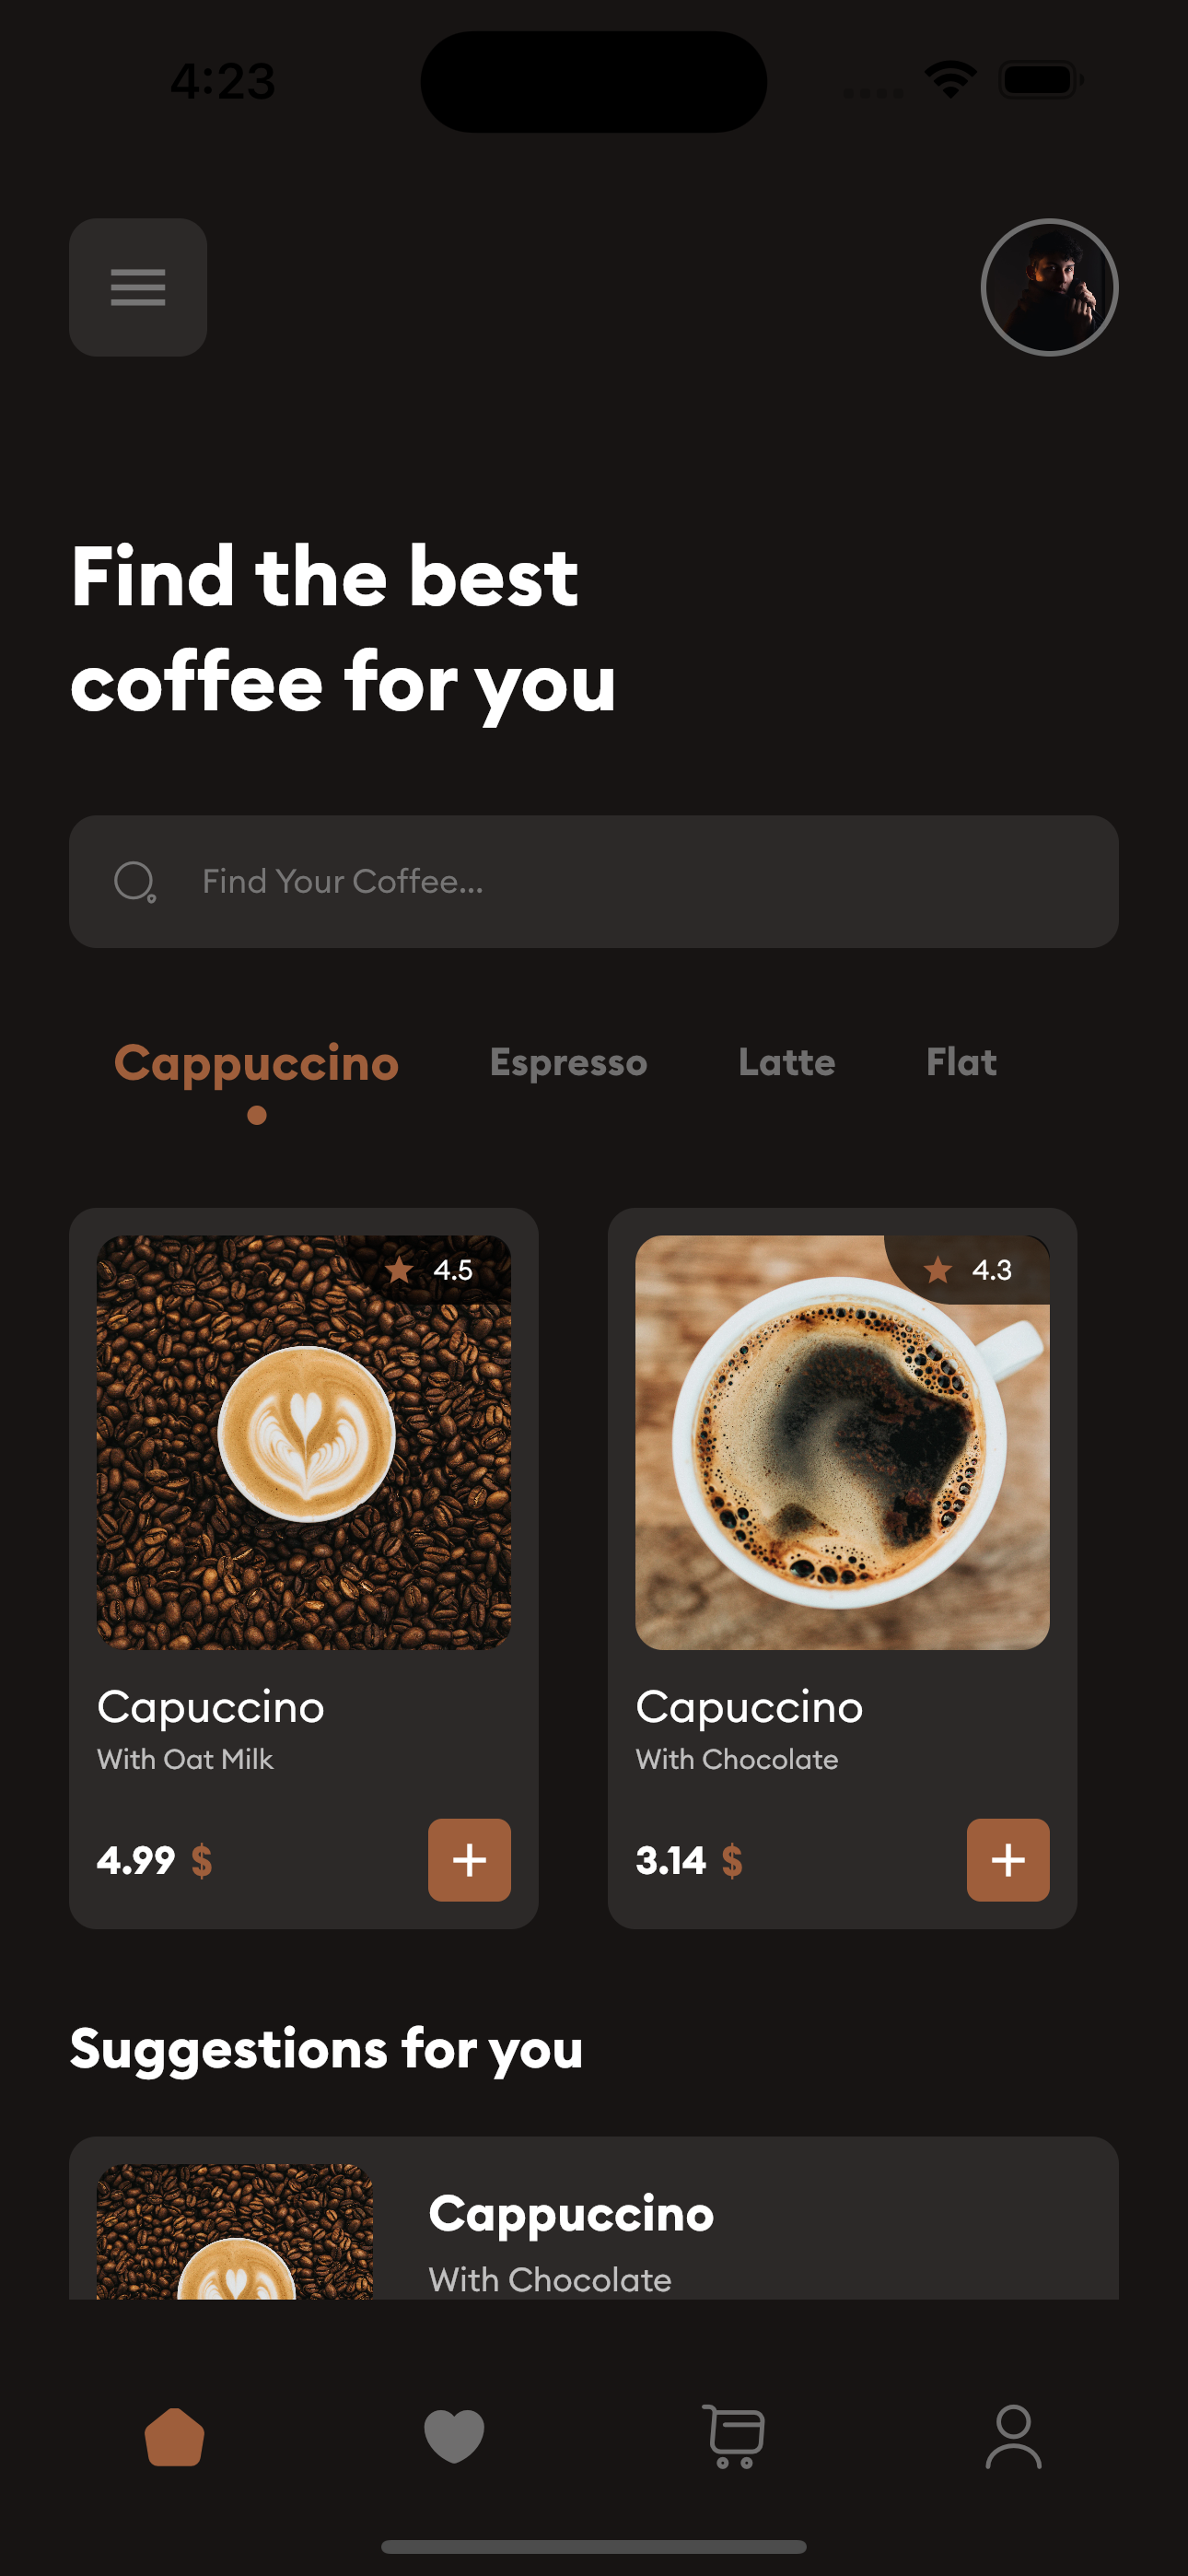 4:23
Find the best
coffee for you
Find Your Coffee...
Cappuccino Espresso Latte Flat
4.5
4.3
Capuccino
With Oat Milk
4.99 $
Capuccino
With Chocolate
3.14 $
Suggestions for you
Cappuccino
With Chocolate